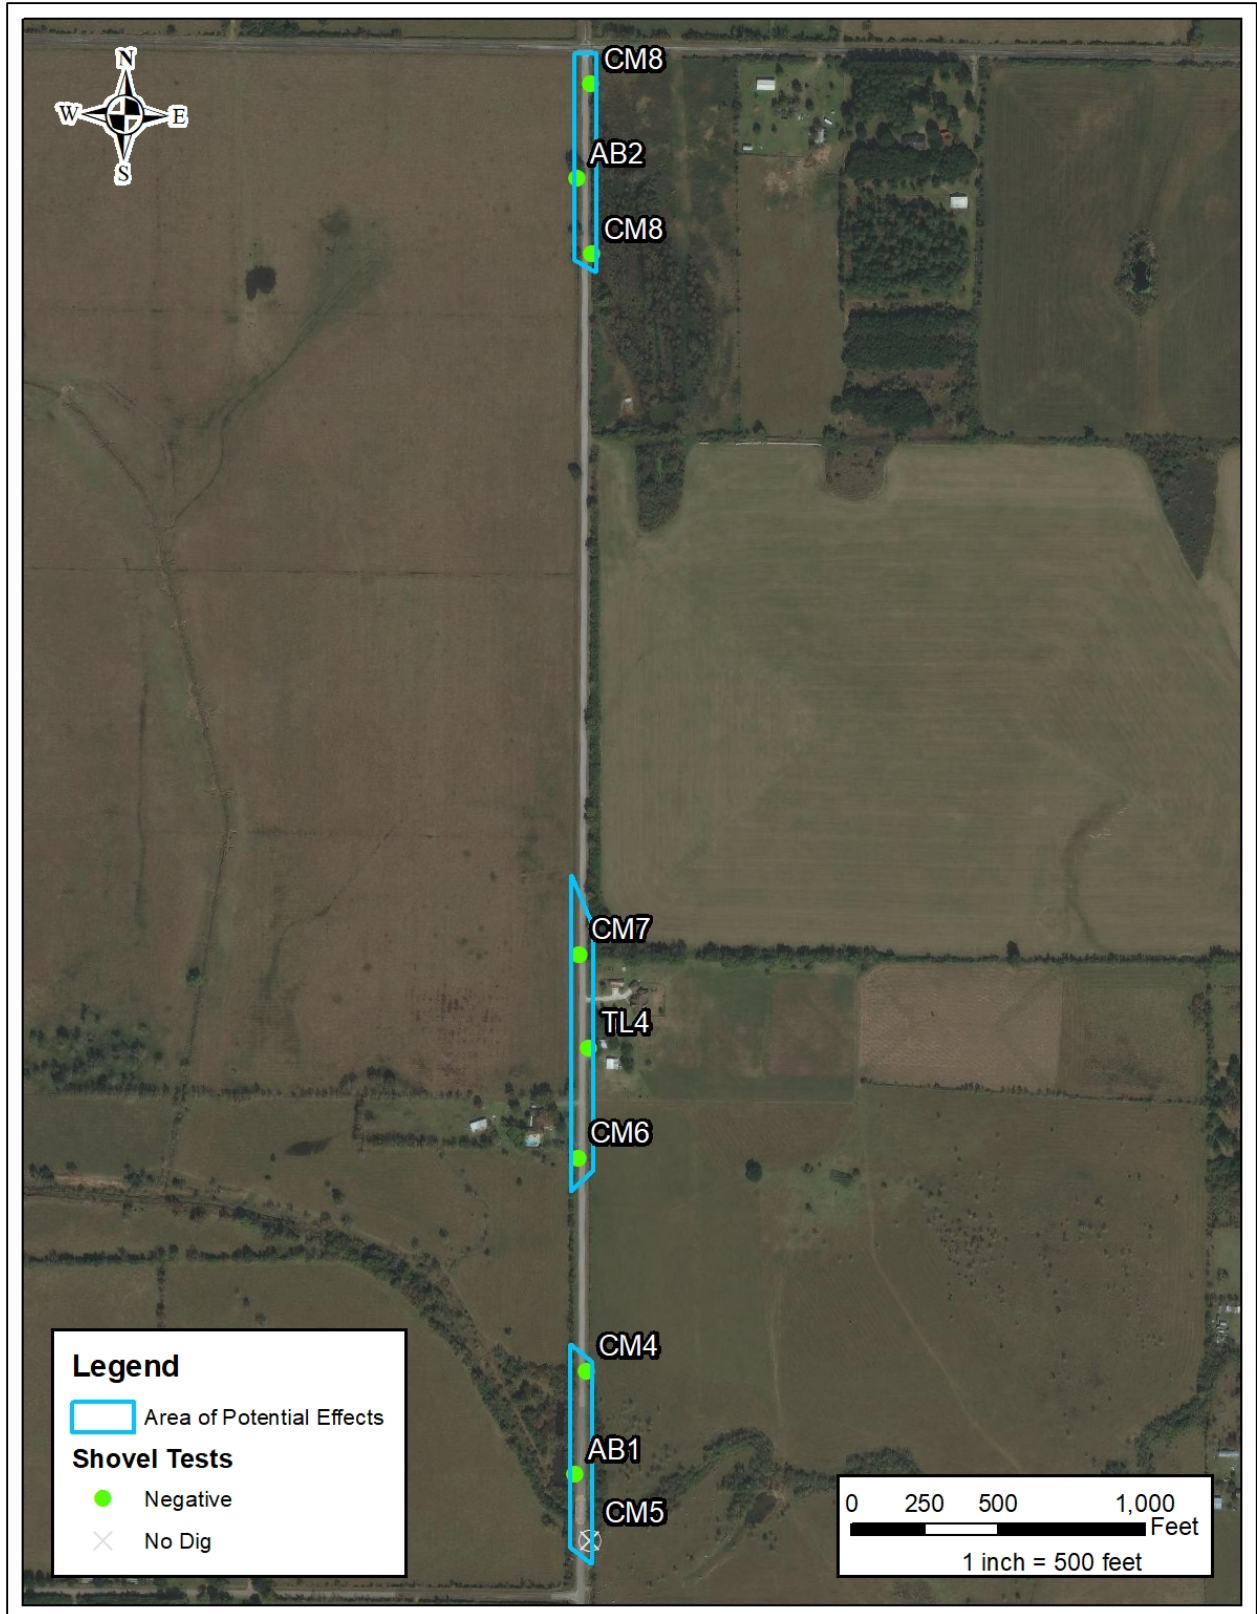 N
W E
S
CM8
AB2
CM8
CM7
TL4
CM6
CM4
AB1
CM5
Legend
Area of Potential Effects
Shovel Tests
Negative
No Dig
0 250 500 1,000
Feet
1 inch = 500 feet